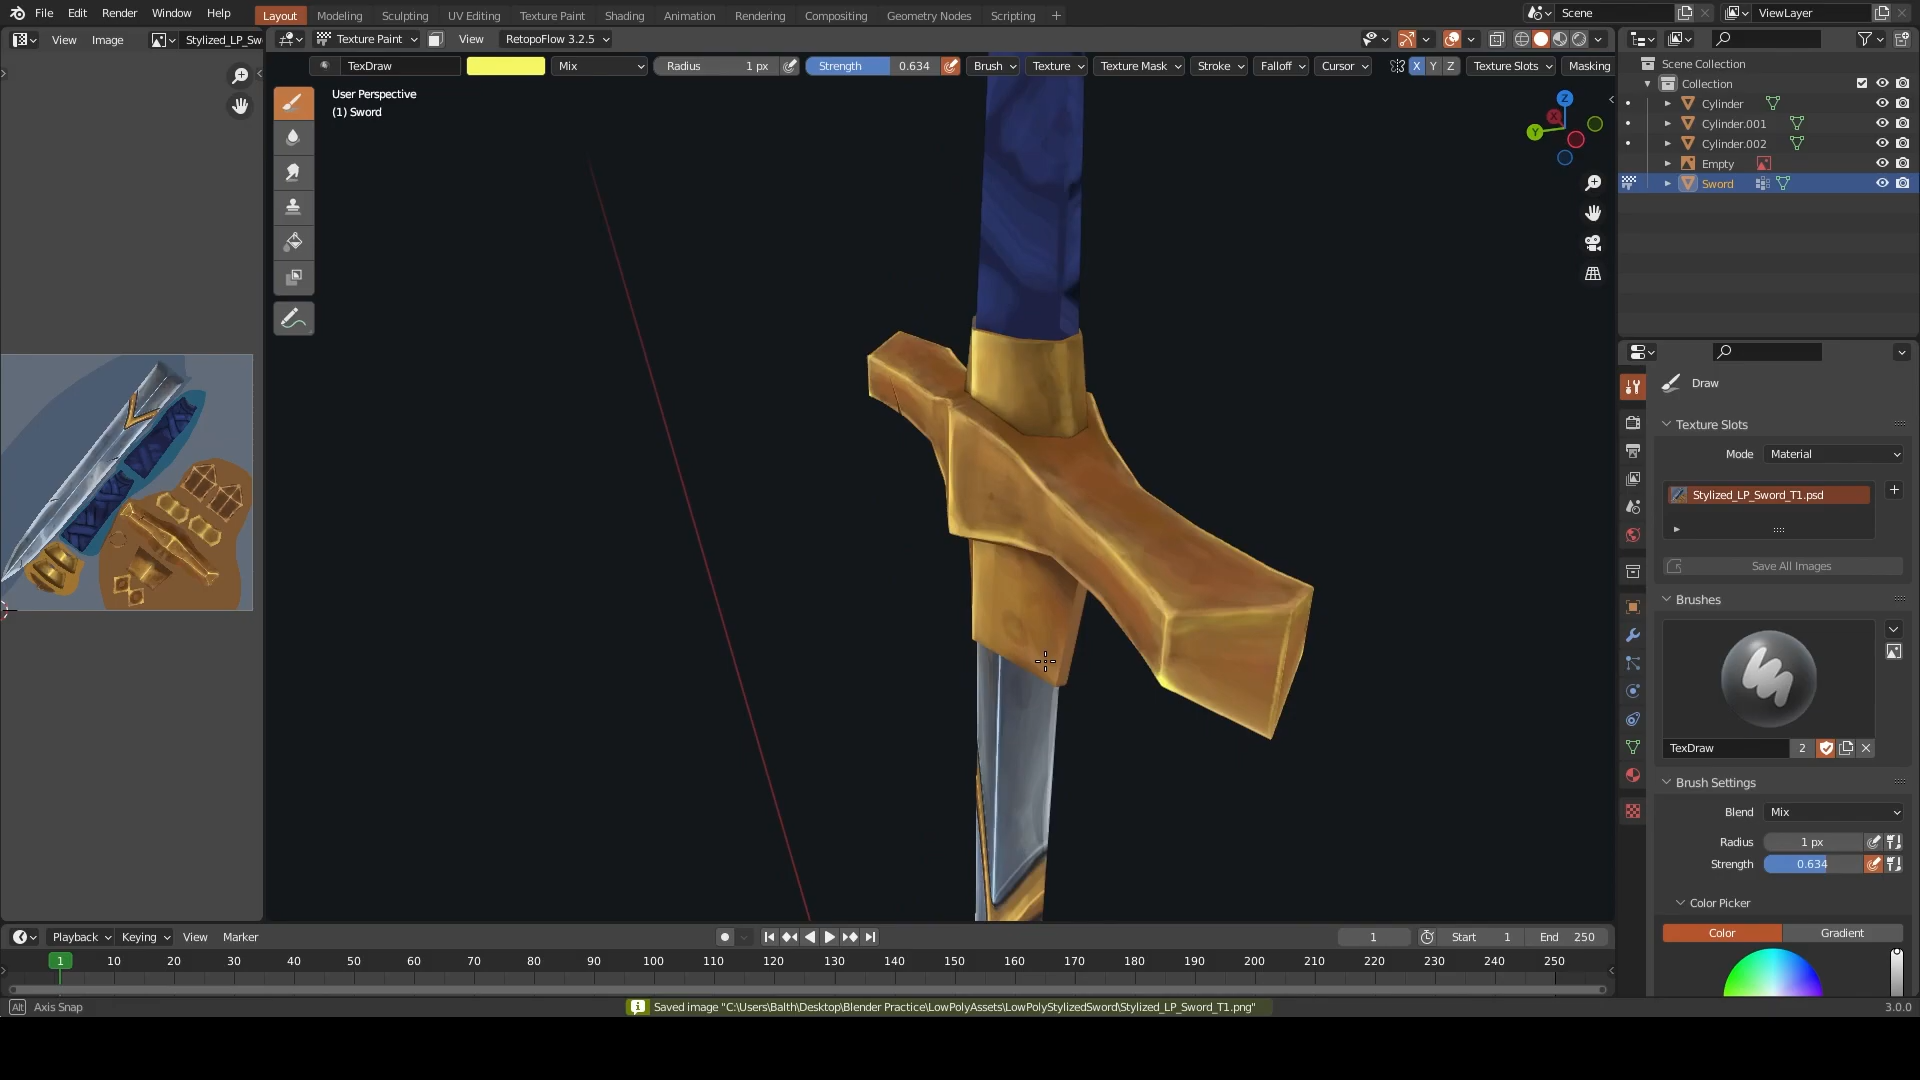 File Edit Render Window Help Layout Modeling Sculpting UV Editing Texture Paint Shading Animation Rendering Compositing Geometry Nodes Scripting Scene ViewLayer
View Image Stylized_LP_Sw Texture Paint View RetopoFlow 3.2.5
TexDraw Mix Radius 1 px Strength 0.634 Brush Texture Texture Mask Stroke Falloff Cursor X Y Z Texture Slots Masking
User Perspective
(1) Sword
Z
X
Y
Scene Collection
Collection
Cylinder
Cylinder.001
Cylinder.002
Empty
Sword
Draw
Texture Slots
Mode Material
Stylized_LP_Sword_T1.psd
Save All Images
Brushes
TexDraw 2
Brush Settings
Blend Mix
Radius 1 px
Strength 0.634
Color Picker
Color Gradient
Playback Keying View Marker 1 Start 1 End 250
1 10 20 30 40 50 60 70 80 90 100 110 120 130 140 150 160 170 180 190 200 210 220 230 240 250
Alt Axis Snap Saved image "C:\Users\Balth\Desktop\Blender Practice\LowPolyAssets\LowPolyStylizedSword\Stylized_LP_Sword_T1.png" 3.0.0